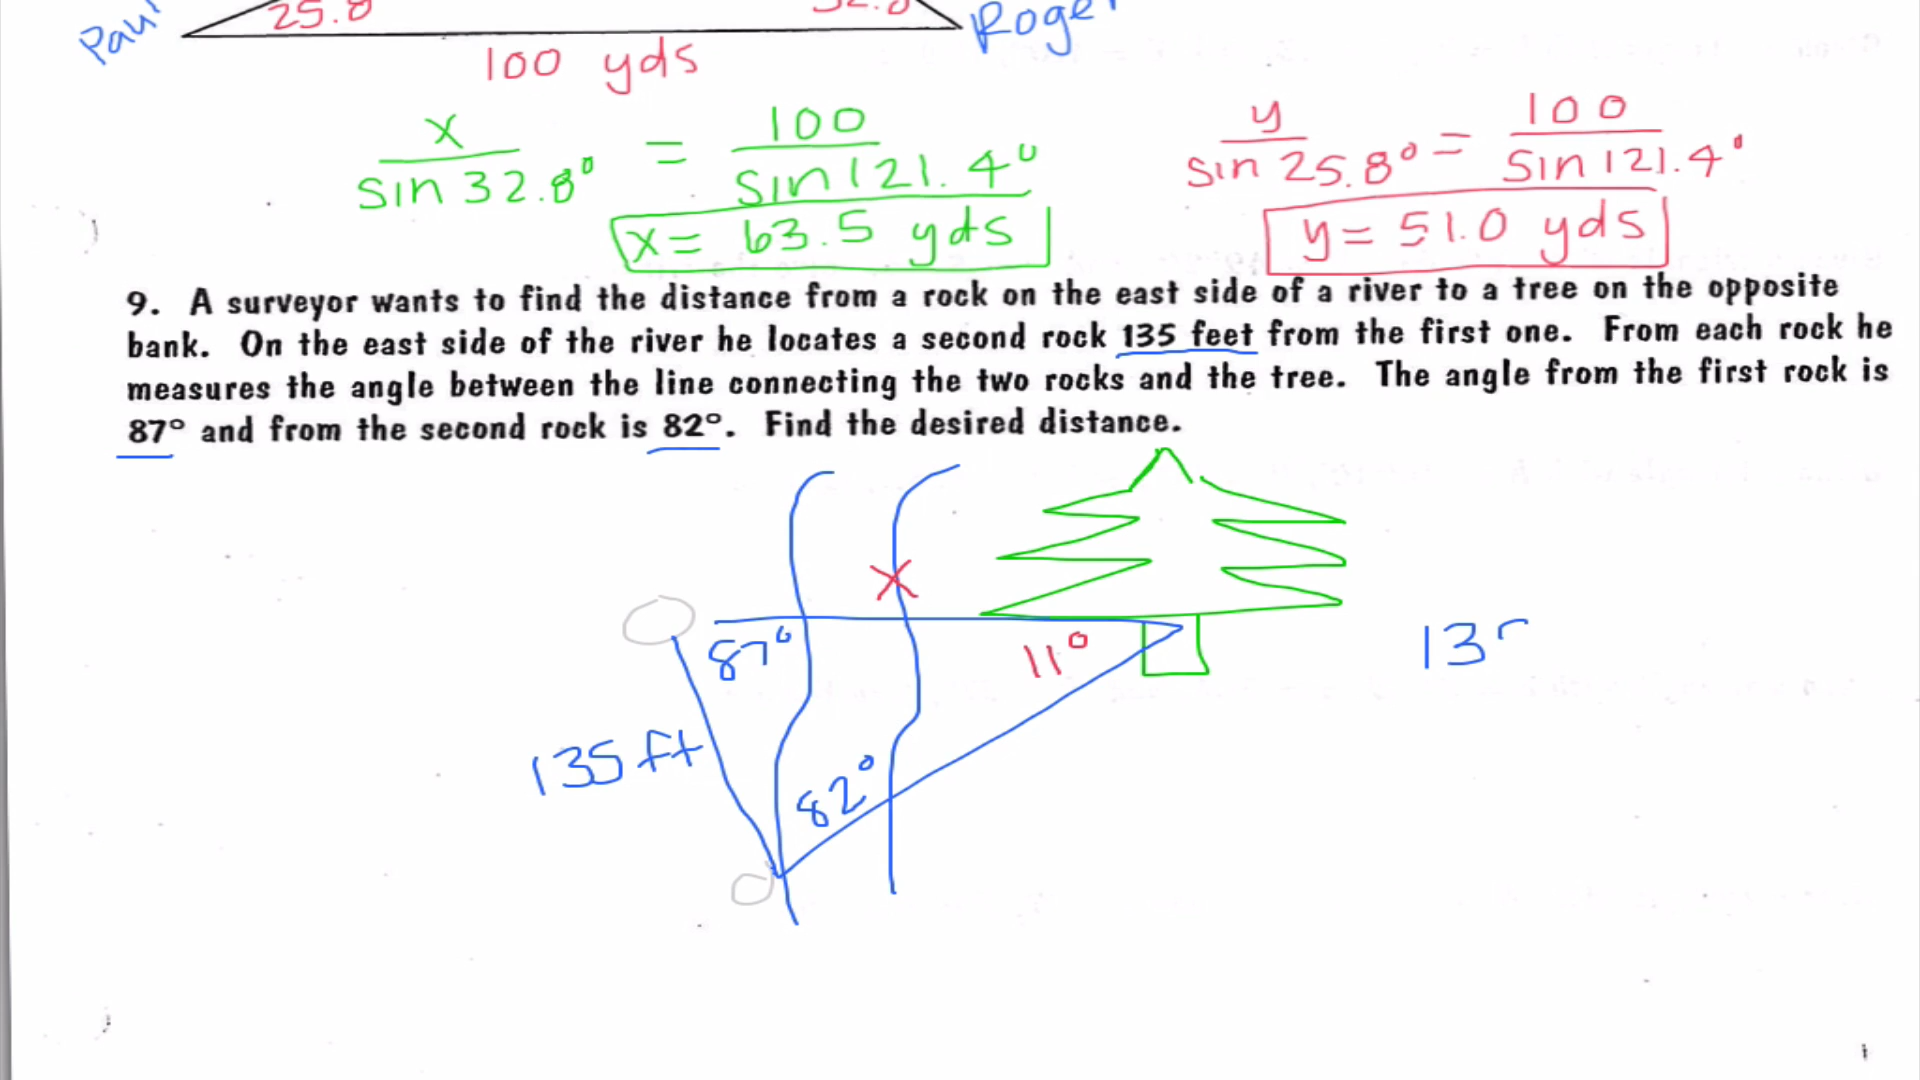 25.8
Paul
Roge
100 yds
x / sin 32.8° = 100 / sin 121.4°
x = 63.5 yds
y / sin 25.8° = 100 / sin 121.4°
y = 51.0 yds
9. A surveyor wants to find the distance from a rock on the east side of a river to a tree on the opposite
bank. On the east side of the river he locates a second rock 135 feet from the first one. From each rock he
measures the angle between the line connecting the two rocks and the tree. The angle from the first rock is
87° and from the second rock is 82°. Find the desired distance.
X
87°
11°
13
135 ft
82°